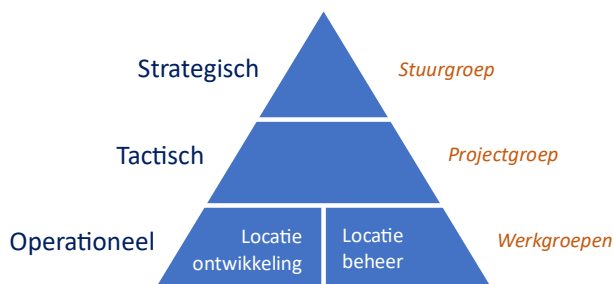 Strategisch
Stuurgroep
Tactisch
Projectgroep
Operationeel
Locatie
ontwikkeling
Locatie
beheer
Werkgroepen